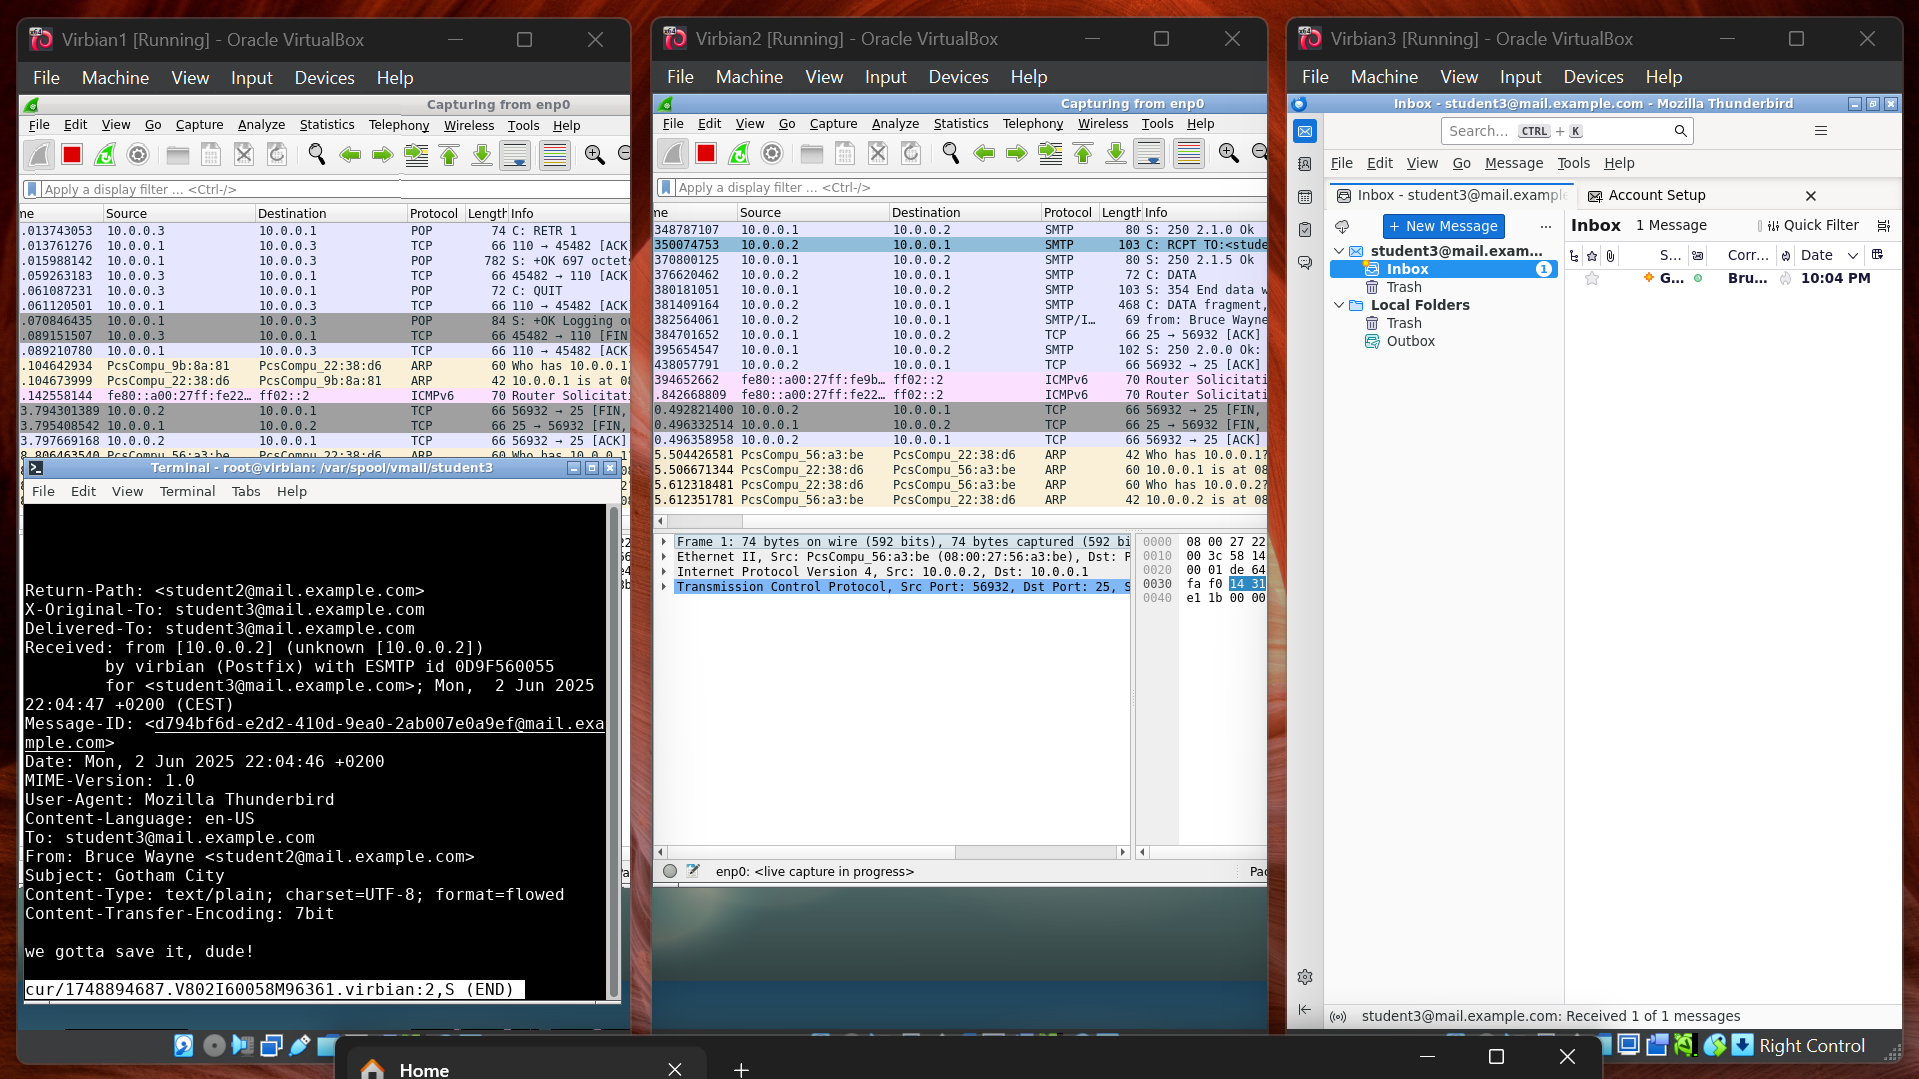 Virbian1 [Running] - Oracle VirtualBox
File Machine View Input Devices Help
Capturing from enp0
File Edit View Go Capture Analyze Statistics Telephony Wireless Tools Help
Apply a display filter ... <Ctrl-/>
me Source Destination Protocol Length Info
.013743053 10.0.0.3 10.0.0.1 POP 74 C: RETR 1
.013761276 10.0.0.1 10.0.0.3 TCP 66 110 → 45482 [ACK]
.015988142 10.0.0.1 10.0.0.3 POP 782 S: +OK 697 octets
.059263183 10.0.0.3 10.0.0.1 TCP 66 45482 → 110 [ACK]
.061087231 10.0.0.3 10.0.0.1 POP 72 C: QUIT
.061120501 10.0.0.1 10.0.0.3 TCP 66 110 → 45482 [ACK]
.070846435 10.0.0.1 10.0.0.3 POP 84 S: +OK Logging ou
.089151507 10.0.0.3 10.0.0.1 TCP 66 45482 → 110 [FIN,
.089210780 10.0.0.1 10.0.0.3 TCP 66 110 → 45482 [ACK]
.104642934 PcsCompu_9b:8a:81 PcsCompu_22:38:d6 ARP 60 Who has 10.0.0.1?
.104673999 PcsCompu_22:38:d6 PcsCompu_9b:8a:81 ARP 42 10.0.0.1 is at 08
.142558144 fe80::a00:27ff:fe22… ff02::2 ICMPv6 70 Router Solicitati
3.794301389 10.0.0.2 10.0.0.1 TCP 66 56932 → 25 [FIN,
3.795408542 10.0.0.1 10.0.0.2 TCP 66 25 → 56932 [FIN,
3.797669168 10.0.0.2 10.0.0.1 TCP 66 56932 → 25 [ACK]
8.806463540 PcsCompu_56:a3:be PcsCompu_22:38:d6 ARP 60 Who has 10.0.0.1?
Terminal - root@virbian: /var/spool/vmail/student3
File Edit View Terminal Tabs Help
Return-Path: <student2@mail.example.com>
X-Original-To: student3@mail.example.com
Delivered-To: student3@mail.example.com
Received: from [10.0.0.2] (unknown [10.0.0.2])
by virbian (Postfix) with ESMTP id 0D9F560055
for <student3@mail.example.com>; Mon,  2 Jun 2025
22:04:47 +0200 (CEST)
Message-ID: <d794bf6d-e2d2-410d-9ea0-2ab007e0a9ef@mail.exa
mple.com>
Date: Mon, 2 Jun 2025 22:04:46 +0200
MIME-Version: 1.0
User-Agent: Mozilla Thunderbird
Content-Language: en-US
To: student3@mail.example.com
From: Bruce Wayne <student2@mail.example.com>
Subject: Gotham City
Content-Type: text/plain; charset=UTF-8; format=flowed
Content-Transfer-Encoding: 7bit
we gotta save it, dude!
cur/1748894687.V802I60058M96361.virbian:2,S (END)
Virbian2 [Running] - Oracle VirtualBox
File Machine View Input Devices Help
Capturing from enp0
File Edit View Go Capture Analyze Statistics Telephony Wireless Tools Help
Apply a display filter ... <Ctrl-/>
me Source Destination Protocol Length Info
348787107 10.0.0.1 10.0.0.2 SMTP 80 S: 250 2.1.0 Ok
350074753 10.0.0.2 10.0.0.1 SMTP 103 C: RCPT TO:<stude
370800125 10.0.0.1 10.0.0.2 SMTP 80 S: 250 2.1.5 Ok
376620462 10.0.0.2 10.0.0.1 SMTP 72 C: DATA
380181051 10.0.0.1 10.0.0.2 SMTP 103 S: 354 End data w
381409164 10.0.0.2 10.0.0.1 SMTP 468 C: DATA fragment,
382564061 10.0.0.2 10.0.0.1 SMTP/I… 69 from: Bruce Wayne
384701652 10.0.0.1 10.0.0.2 TCP 66 25 → 56932 [ACK]
395654547 10.0.0.1 10.0.0.2 SMTP 102 S: 250 2.0.0 Ok:
438057791 10.0.0.2 10.0.0.1 TCP 66 56932 → 25 [ACK]
394652662 fe80::a00:27ff:fe9b… ff02::2 ICMPv6 70 Router Solicitati
.842668809 fe80::a00:27ff:fe22… ff02::2 ICMPv6 70 Router Solicitati
0.492821400 10.0.0.2 10.0.0.1 TCP 66 56932 → 25 [FIN,
0.496332514 10.0.0.1 10.0.0.2 TCP 66 25 → 56932 [FIN,
0.496358958 10.0.0.2 10.0.0.1 TCP 66 56932 → 25 [ACK]
5.504426581 PcsCompu_56:a3:be PcsCompu_22:38:d6 ARP 42 Who has 10.0.0.1?
5.506671344 PcsCompu_22:38:d6 PcsCompu_56:a3:be ARP 60 10.0.0.1 is at 08
5.612318481 PcsCompu_22:38:d6 PcsCompu_56:a3:be ARP 60 Who has 10.0.0.2?
5.612351781 PcsCompu_56:a3:be PcsCompu_22:38:d6 ARP 42 10.0.0.2 is at 08
Frame 1: 74 bytes on wire (592 bits), 74 bytes captured (592 bi
Ethernet II, Src: PcsCompu_56:a3:be (08:00:27:56:a3:be), Dst: P
Internet Protocol Version 4, Src: 10.0.0.2, Dst: 10.0.0.1
Transmission Control Protocol, Src Port: 56932, Dst Port: 25, S
0000 08 00 27 22
0010 00 3c 58 14
0020 00 01 de 64
0030 fa f0 14 31
0040 e1 1b 00 00
enp0: <live capture in progress>
Pac
Virbian3 [Running] - Oracle VirtualBox
File Machine View Input Devices Help
Inbox - student3@mail.example.com - Mozilla Thunderbird
Search… CTRL + K
File Edit View Go Message Tools Help
Inbox - student3@mail.example
Account Setup
+ New Message
Inbox 1 Message Quick Filter
student3@mail.exam...
Inbox 1
Trash
Local Folders
Trash
Outbox
S... Corr... Date
G... Bru... 10:04 PM
student3@mail.example.com: Received 1 of 1 messages
Right Control
Home